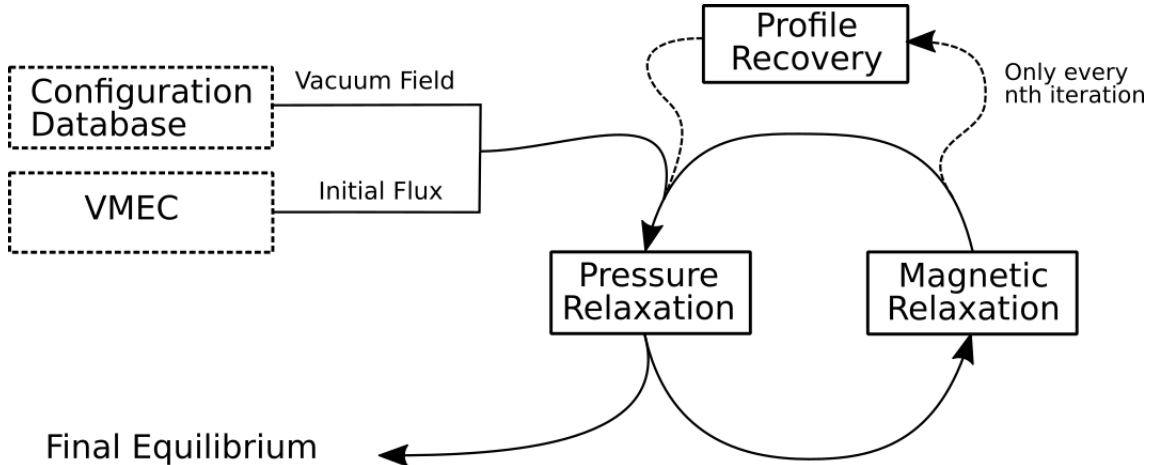 Profile
Recovery
Only every
nth iteration
Configuration
Database
Vacuum Field
VMEC
Initial Flux
Pressure
Relaxation
Magnetic
Relaxation
Final Equilibrium